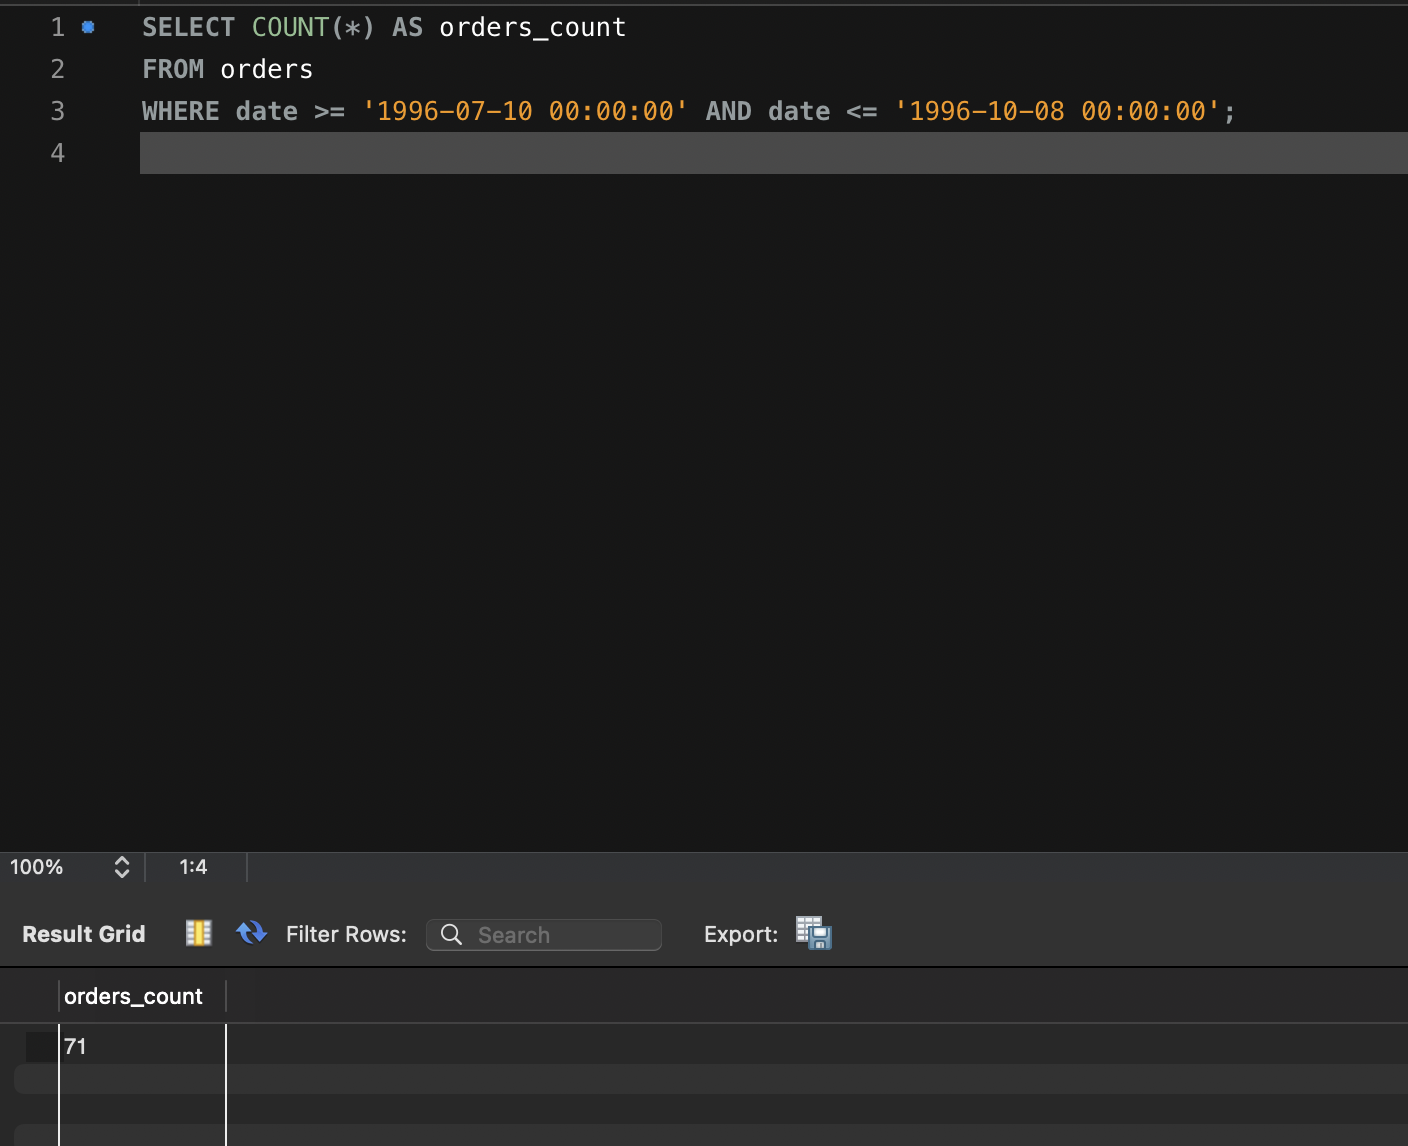 1 SELECT COUNT(*) AS orders_count
2 FROM orders
3 WHERE date >= '1996-07-10 00:00:00' AND date <= '1996-10-08 00:00:00';
4
100% 1:4
Result Grid Filter Rows: Search Export:
orders_count
71